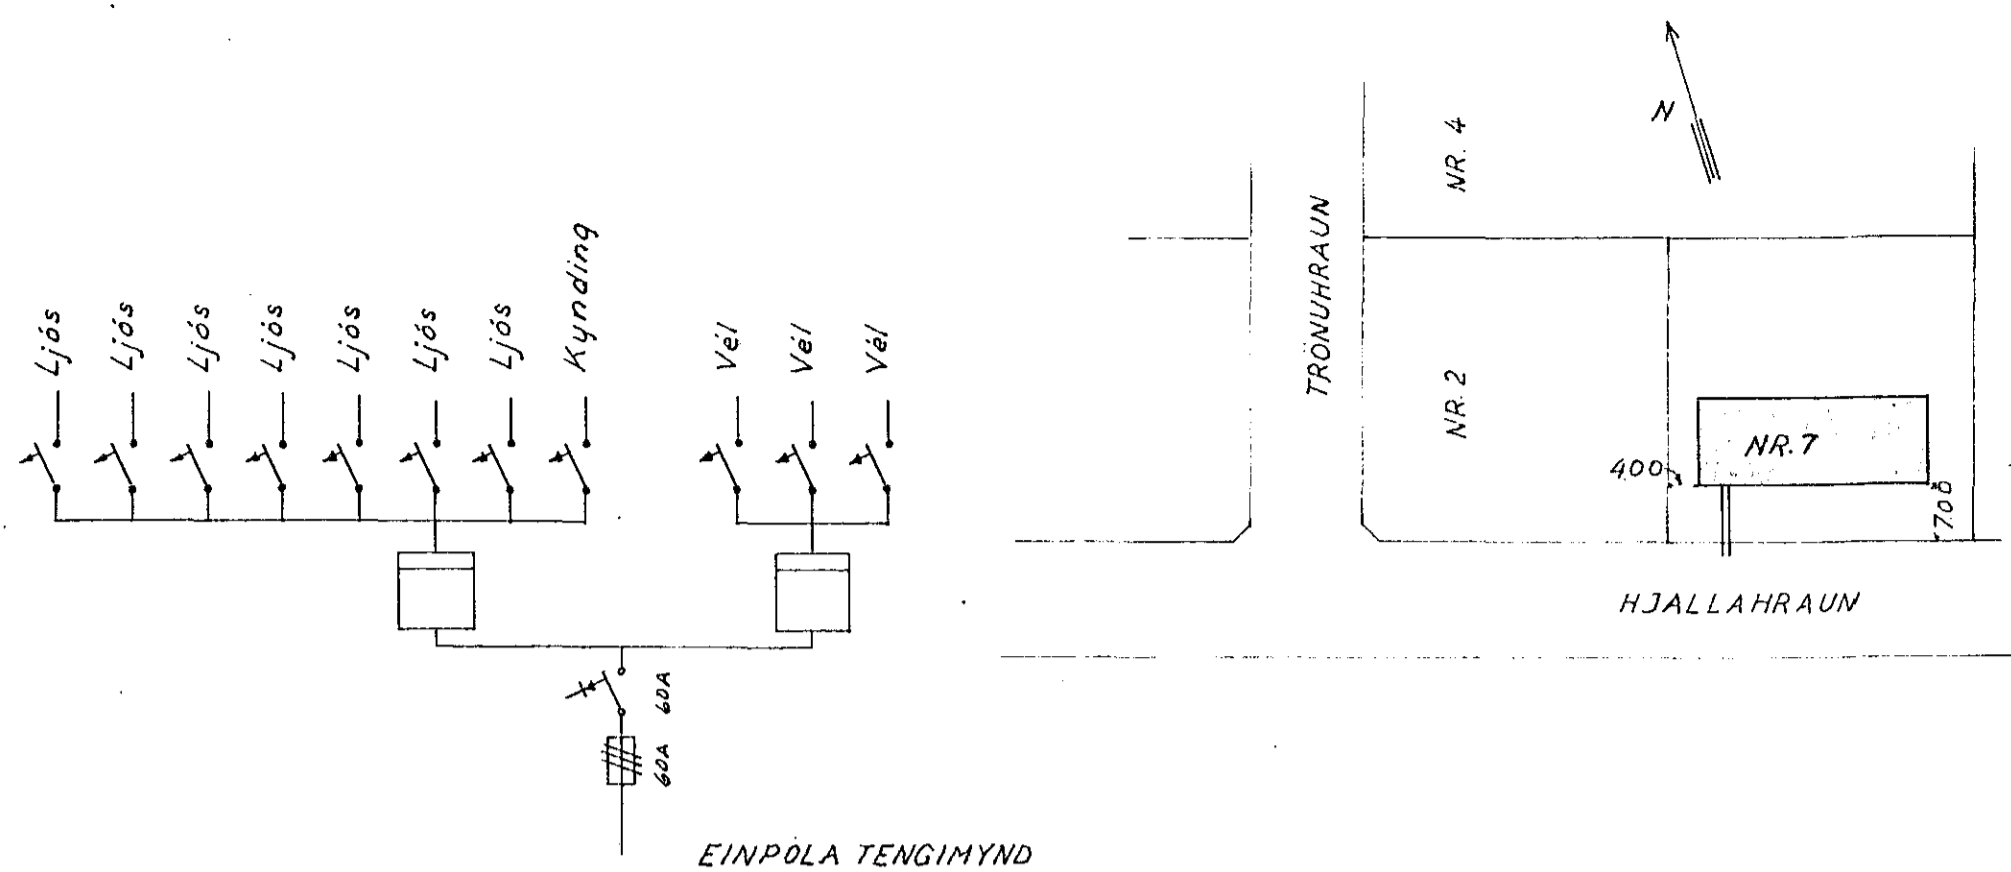 Ljós
Ljós
Ljós
Ljós
Ljós
Ljós
Ljós
Kynding
Vél
Vél
Vél
60A
60A
EINPÓLA TENGIMYND
N
NR. 4
TRÖNUHRAUN
NR. 2
NR. 7
400
700
HJALLAHRAUN